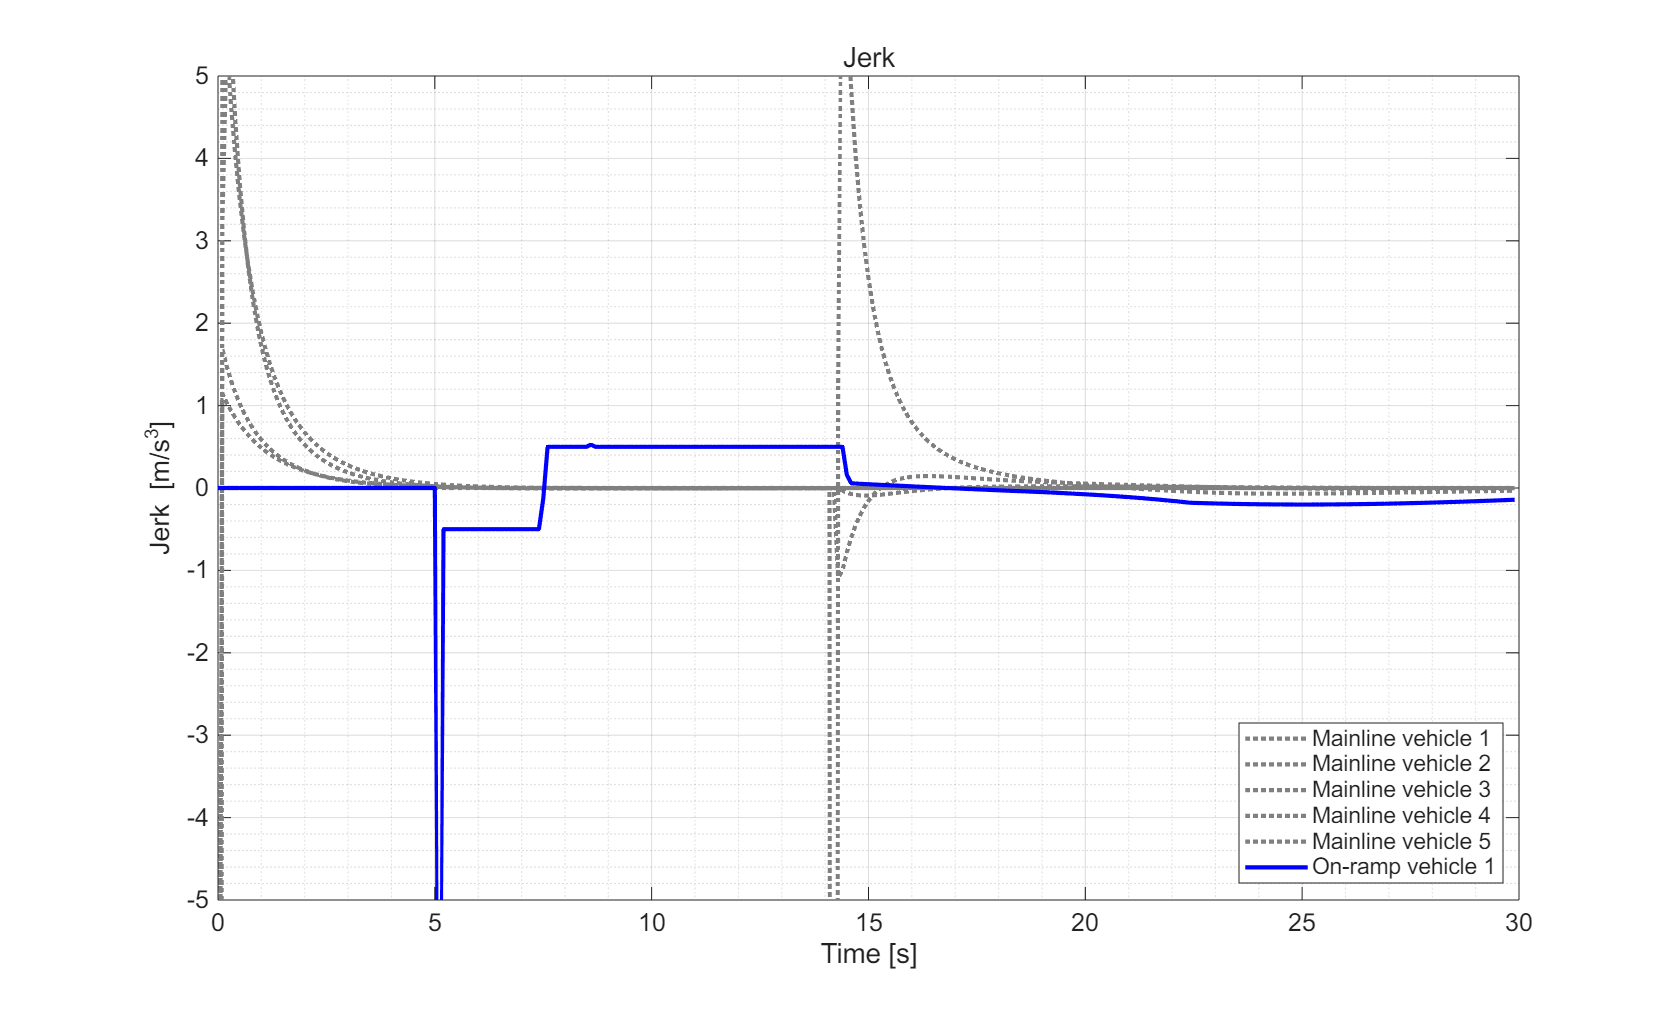 Jerk
5
4
3
2
1
0
-1
-2
-3
-4
-5
Jerk [m/s³]
0 5 10 15 20 25 30
Time [s]
Mainline vehicle 1
Mainline vehicle 2
Mainline vehicle 3
Mainline vehicle 4
Mainline vehicle 5
On-ramp vehicle 1